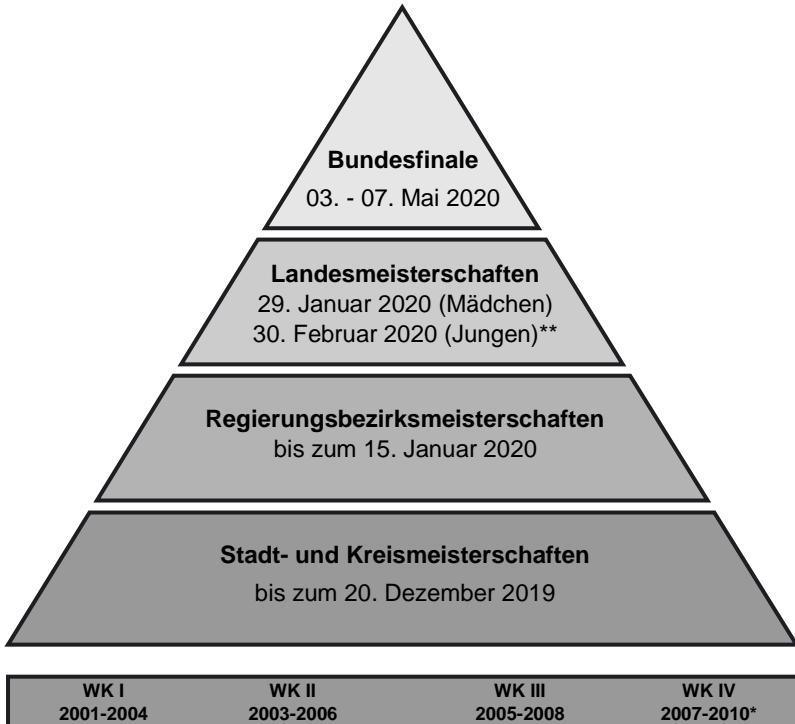 Bundesfinale
03. - 07. Mai 2020
Landesmeisterschaften
29. Januar 2020 (Mädchen)
30. Februar 2020 (Jungen)**
Regierungsbezirksmeisterschaften
bis zum 15. Januar 2020
Stadt- und Kreismeisterschaften
bis zum 20. Dezember 2019
WK I WK II WK III WK IV
2001-2004 2003-2006 2005-2008 2007-2010*